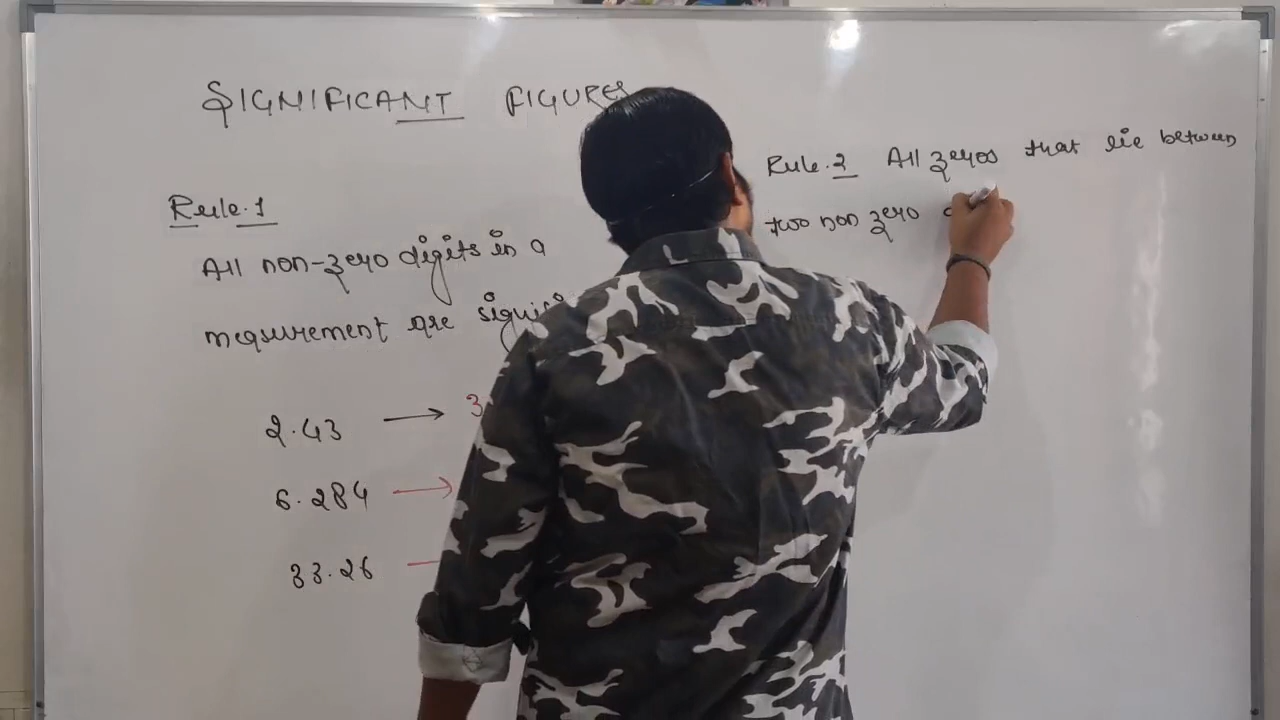 SIGNIFICANT FIGURES
Rule.1
All non-zero digits in a
measurement are
2.43 → 3
6.284 →
33.26
Rule.2 All zeros that lie between
two non zero